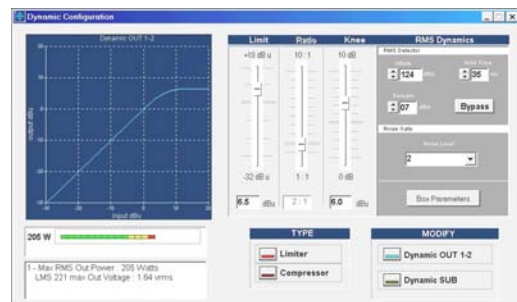 Dynamic Configuration
Dynamic OUT 1-2
output dBu
input dBu
Limit
Ratio
Knee
RMS Dynamics
+18 dB u
10 : 1
10 dB
RMS Detector
Attack
Hold Time
124
35
Release
07
Bypass
Noise Gate
Noise Level
2
-32 dB u
1 : 1
0 dB
Box Parameters
6.5 dBu
2 : 1
6.0 dBu
205 W
TYPE
MODIFY
Limiter
Dynamic OUT 1-2
Compressor
Dynamic SUB
1 - Max RMS Out Power : 205 Watts
LMS 221 max Out Voltage : 1.64 vrms